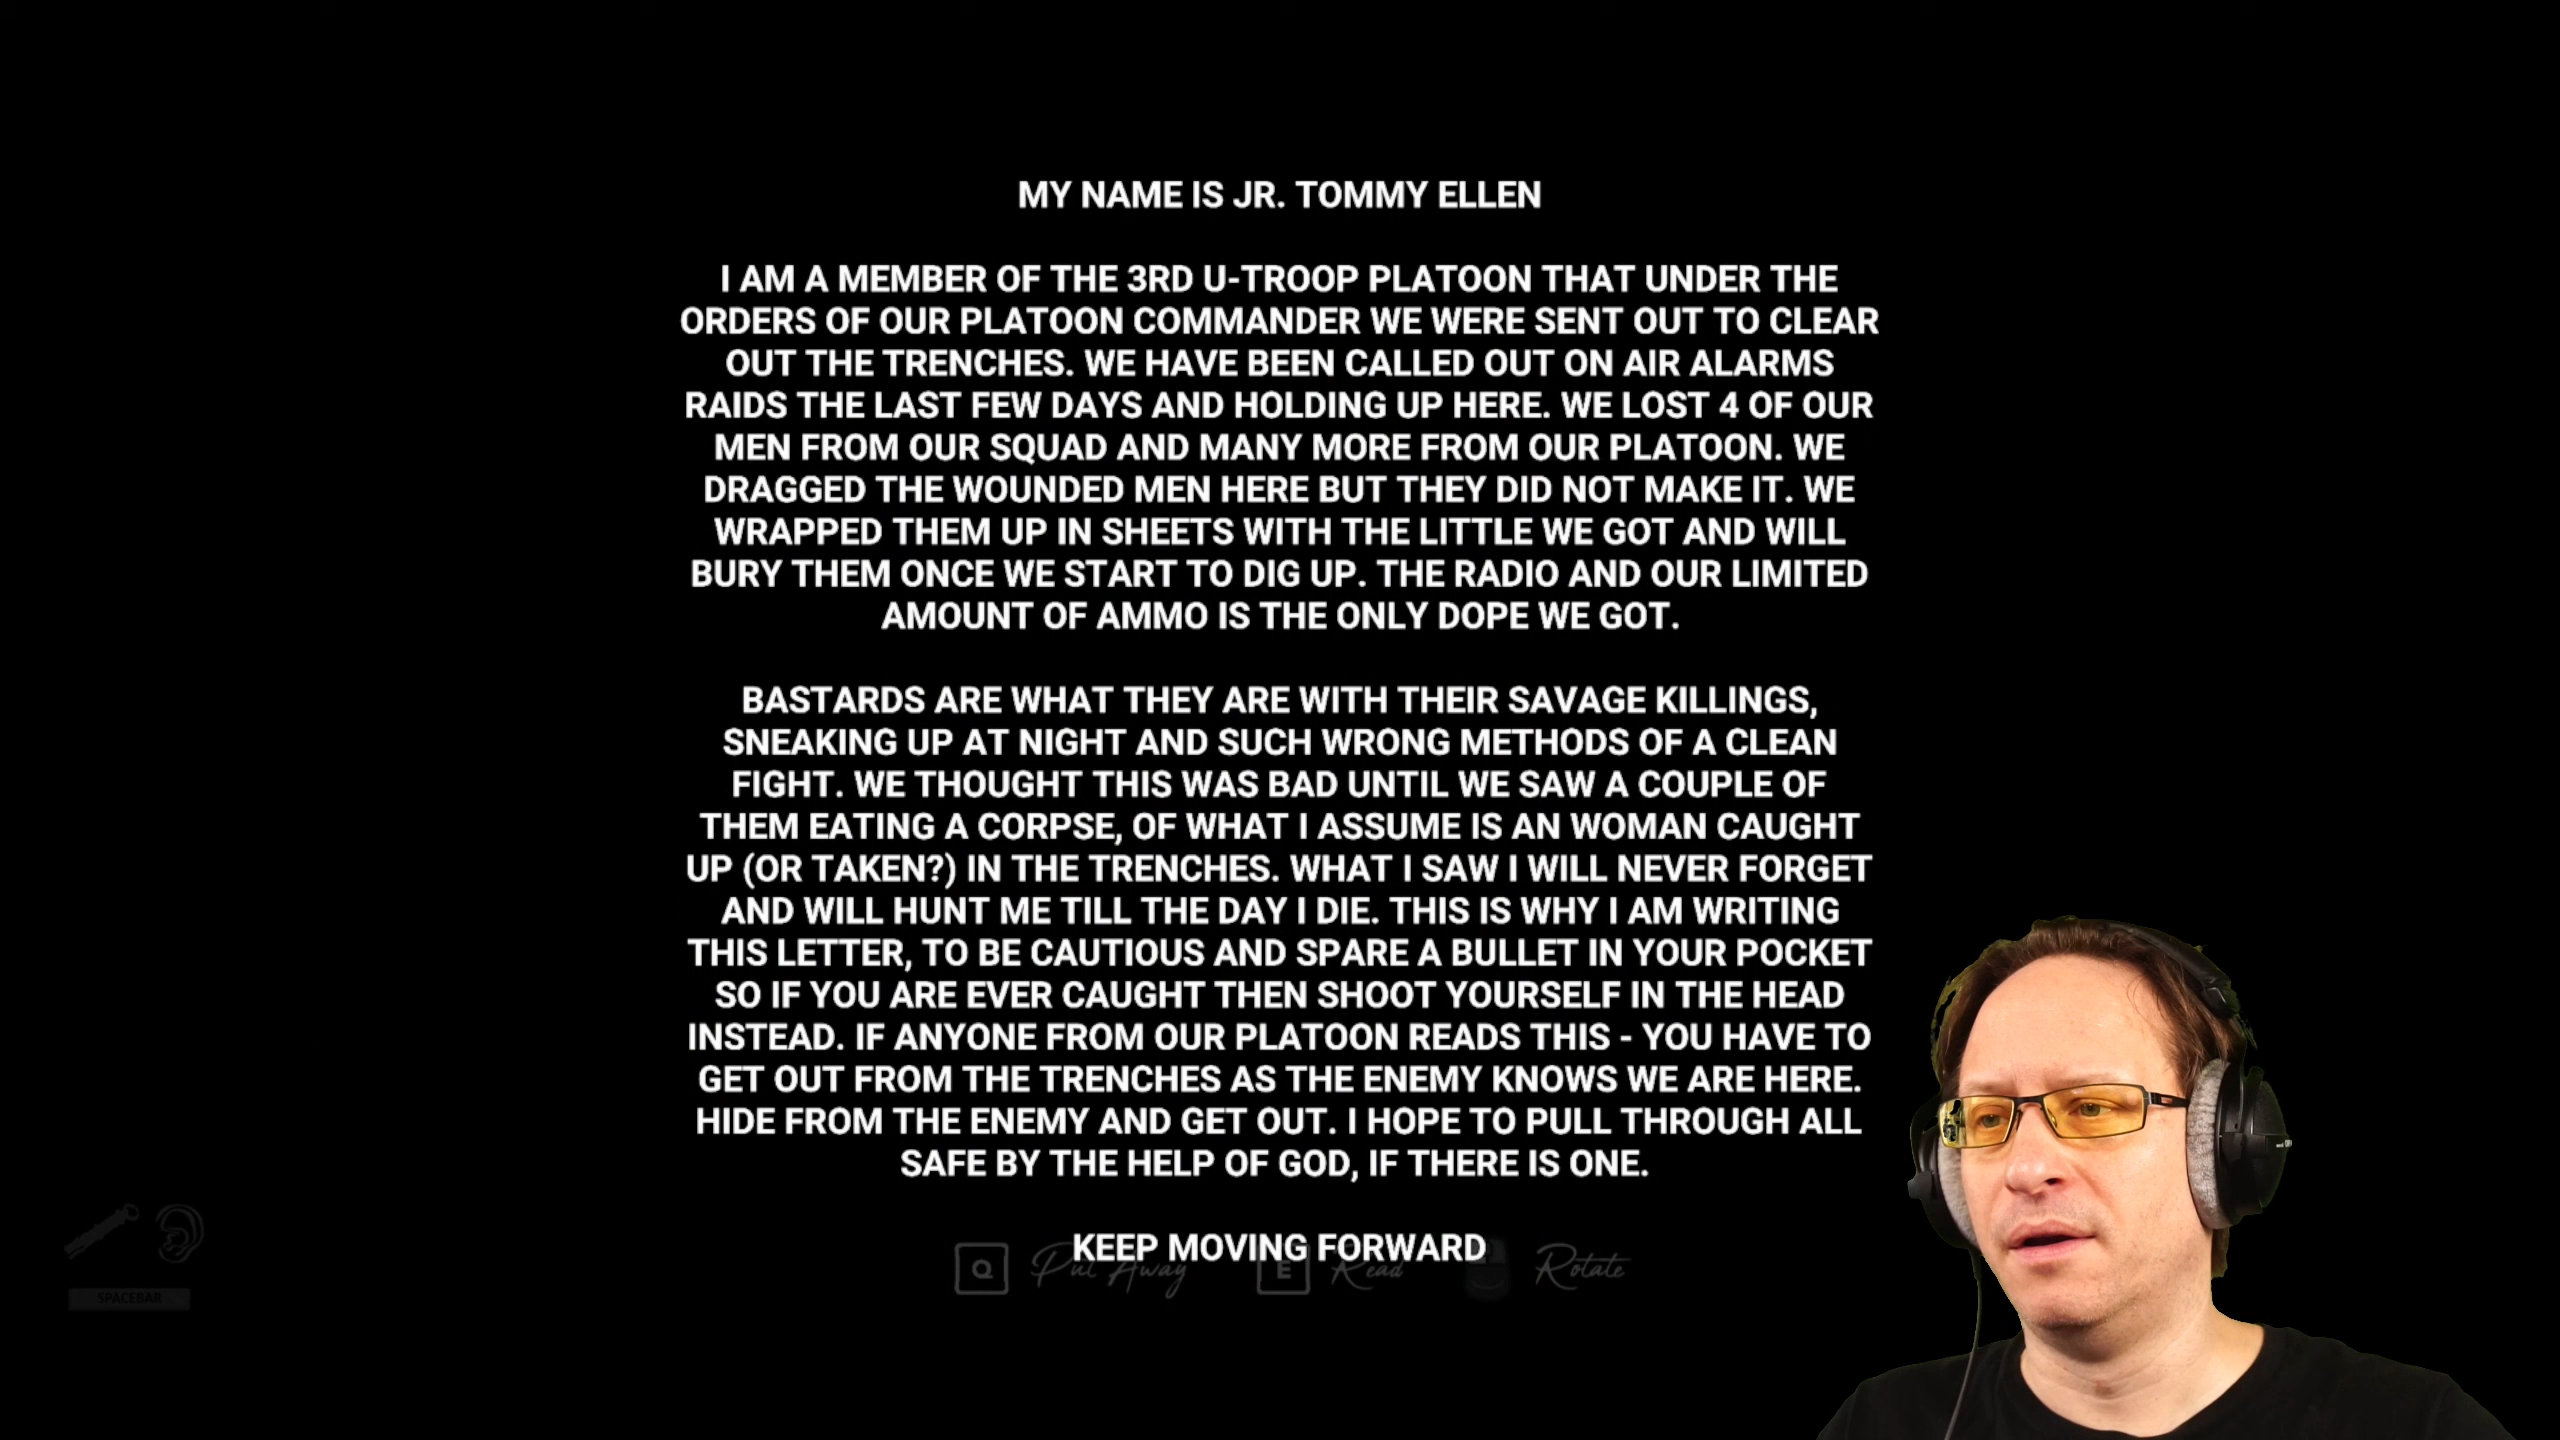 MY NAME IS JR. TOMMY ELLEN
I AM A MEMBER OF THE 3RD U-TROOP PLATOON THAT UNDER THE
ORDERS OF OUR PLATOON COMMANDER WE WERE SENT OUT TO CLEAR
OUT THE TRENCHES. WE HAVE BEEN CALLED OUT ON AIR ALARMS
RAIDS THE LAST FEW DAYS AND HOLDING UP HERE. WE LOST 4 OF OUR
MEN FROM OUR SQUAD AND MANY MORE FROM OUR PLATOON. WE
DRAGGED THE WOUNDED MEN HERE BUT THEY DID NOT MAKE IT. WE
WRAPPED THEM UP IN SHEETS WITH THE LITTLE WE GOT AND WILL
BURY THEM ONCE WE START TO DIG UP. THE RADIO AND OUR LIMITED
AMOUNT OF AMMO IS THE ONLY DOPE WE GOT.
BASTARDS ARE WHAT THEY ARE WITH THEIR SAVAGE KILLINGS,
SNEAKING UP AT NIGHT AND SUCH WRONG METHODS OF A CLEAN
FIGHT. WE THOUGHT THIS WAS BAD UNTIL WE SAW A COUPLE OF
THEM EATING A CORPSE, OF WHAT I ASSUME IS AN WOMAN CAUGHT
UP (OR TAKEN?) IN THE TRENCHES. WHAT I SAW I WILL NEVER FORGET
AND WILL HUNT ME TILL THE DAY I DIE. THIS IS WHY I AM WRITING
THIS LETTER, TO BE CAUTIOUS AND SPARE A BULLET IN YOUR POCKET
SO IF YOU ARE EVER CAUGHT THEN SHOOT YOURSELF IN THE HEAD
INSTEAD. IF ANYONE FROM OUR PLATOON READS THIS - YOU HAVE TO
GET OUT FROM THE TRENCHES AS THE ENEMY KNOWS WE ARE HERE.
HIDE FROM THE ENEMY AND GET OUT. I HOPE TO PULL THROUGH ALL
SAFE BY THE HELP OF GOD, IF THERE IS ONE.
KEEP MOVING FORWARD
Q Put Away E Read Rotate
SPACEBAR